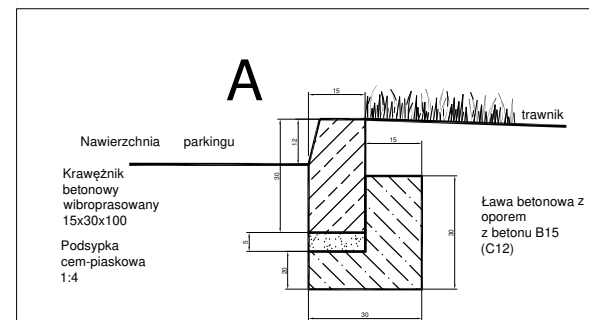 A
15
trawnik
Nawierzchnia parkingu
12
15
30
Krawężnik
betonowy
wibroprasowany
15x30x100
Ława betonowa z
oporem
z betonu B15
(C12)
30
Podsypka
cem-piaskowa
1:4
5
20
30